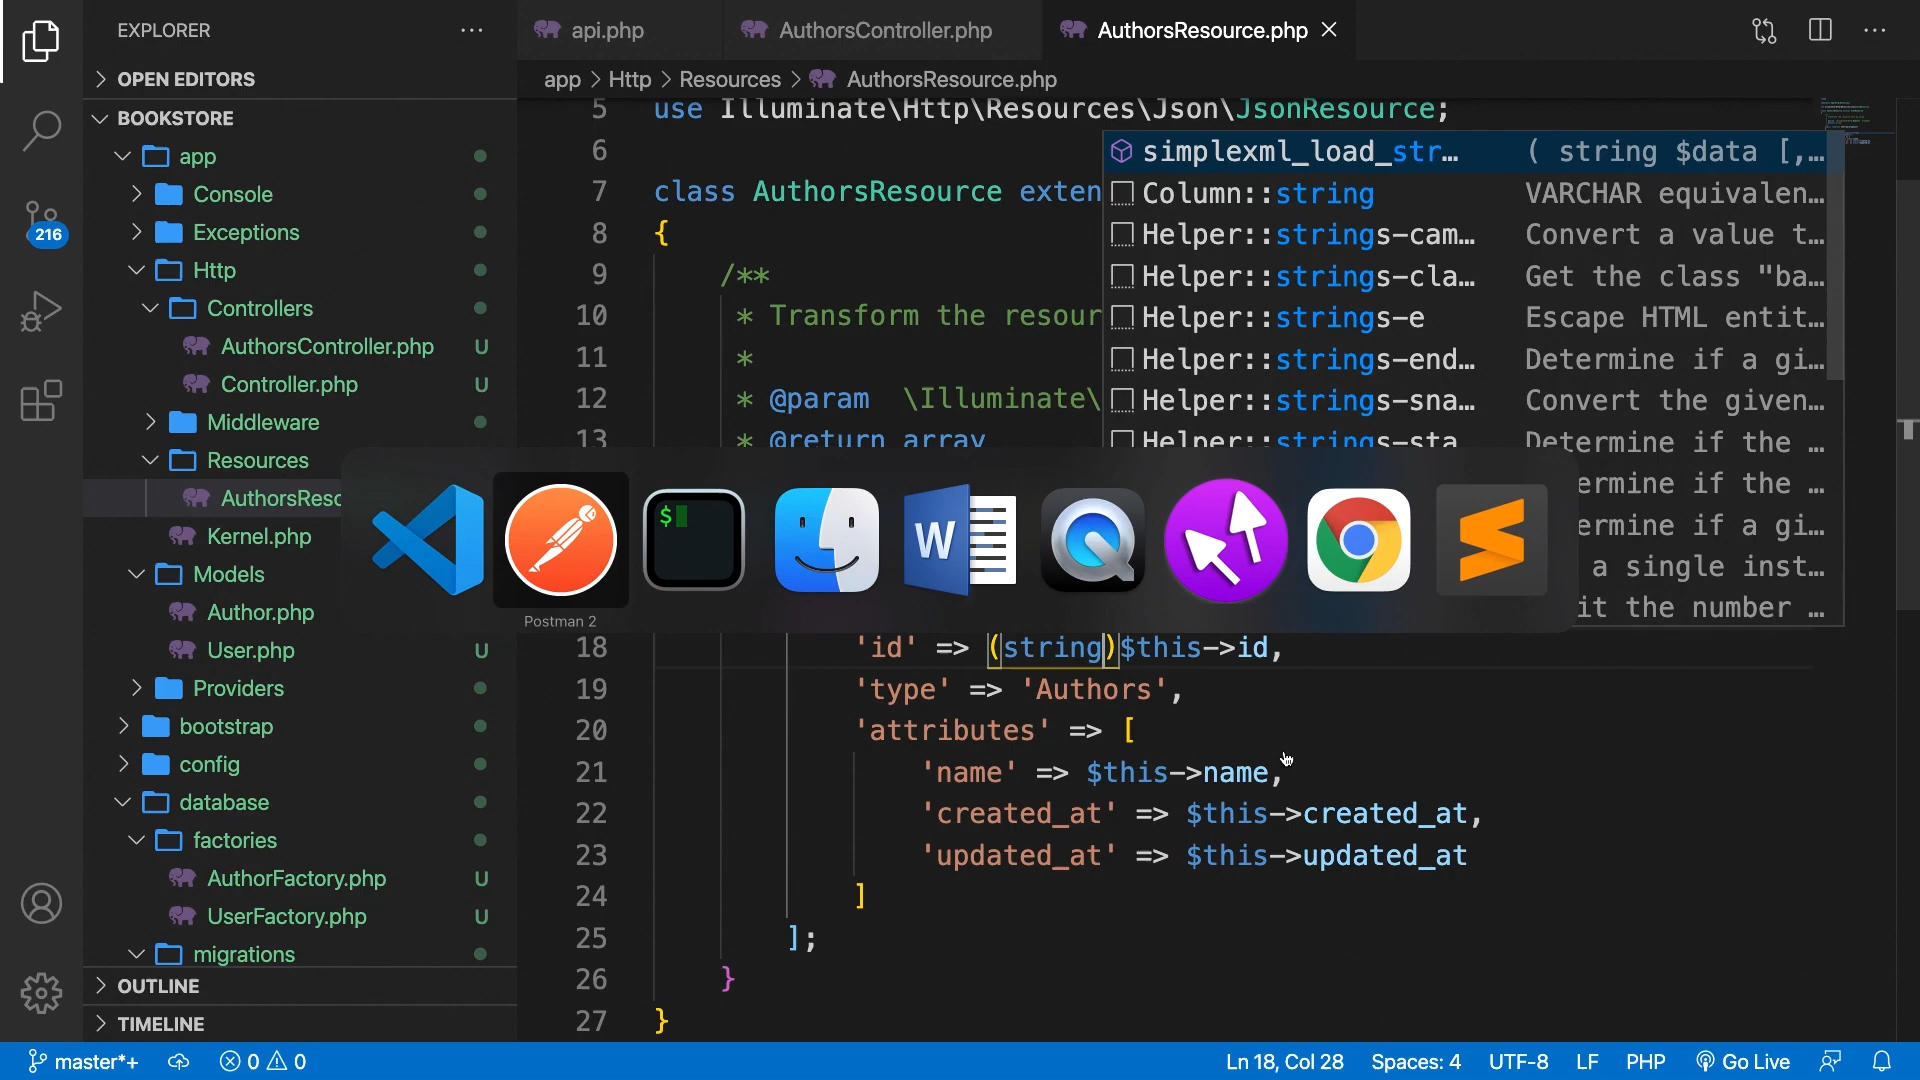 EXPLORER
OPEN EDITORS
BOOKSTORE
app
Console
Exceptions
Http
Controllers
AuthorsController.php U
Controller.php U
Middleware
Resources
AuthorsReso
Kernel.php
Models
Author.php
User.php U
Providers
bootstrap
config
database
factories
AuthorFactory.php U
UserFactory.php U
migrations
OUTLINE
TIMELINE
216
api.php
AuthorsController.php
AuthorsResource.php
app > Http > Resources > AuthorsResource.php
5 use Illuminate\Http\Resources\Json\JsonResource;
6
7 class AuthorsResource exten
8 {
9 /**
10 * Transform the resour
11 *
12 * @param \Illuminate\
13 * @return array
simplexml_load_str… ( string $data [,…
Column::string VARCHAR equivalen…
Helper::strings-cam… Convert a value t…
Helper::strings-cla… Get the class "ba…
Helper::strings-e Escape HTML entit…
Helper::strings-end… Determine if a gi…
Helper::strings-sna… Convert the given…
Helper::strings-sta Determine if the …
ermine if the …
ermine if a gi…
a single inst…
it the number …
$
W
Postman 2
18 'id' => (string)$this->id,
19 'type' => 'Authors',
20 'attributes' => [
21 'name' => $this->name,
22 'created_at' => $this->created_at,
23 'updated_at' => $this->updated_at
24 ]
25 ];
26 }
27 }
master*+ 0 0 Ln 18, Col 28 Spaces: 4 UTF-8 LF PHP Go Live